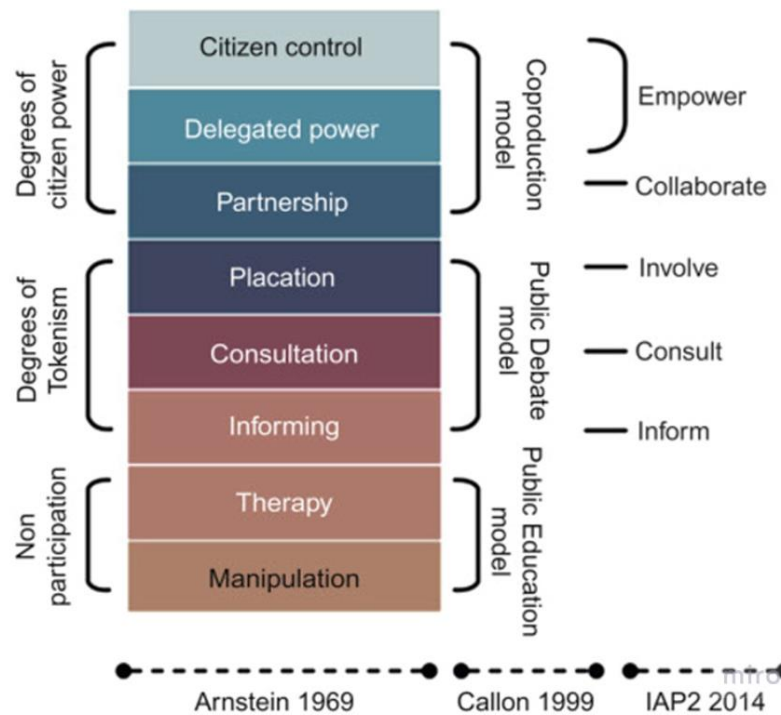 Degrees of
citizen power
Citizen control
Delegated power
Partnership
Coproduction
model
Empower
Collaborate
Degrees of
Tokenism
Placation
Consultation
Informing
Public Debate
model
Involve
Consult
Inform
Non
participation
Therapy
Manipulation
Public Education
model
Arnstein 1969
Callon 1999
IAP2 2014
miro